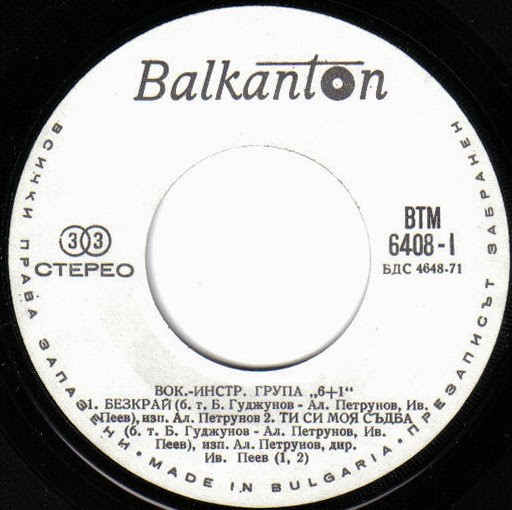 Balkanton
ВСИЧКИ ПРАВА ЗАПАЗЕНИ • MADE IN BULGARIA • ПРЕЗАПИСЪТ ЗАБРАНЕН
33
СТЕРЕО
ВТМ
6408-I
БДС 4648-71
ВОК.-ИНСТР. ГРУПА „6+1“
1. БЕЗКРАЙ (б. т. Б. Гуджунов - Ал. Петрунов, Ив.
Пеев), изп. Ал. Петрунов 2. ТИ СИ МОЯ СЪДБА
(б. т. Б. Гуджунов - Ал. Петрунов, Ив.
Пеев), изп. Ал. Петрунов, дир.
Ив. Пеев (1, 2)